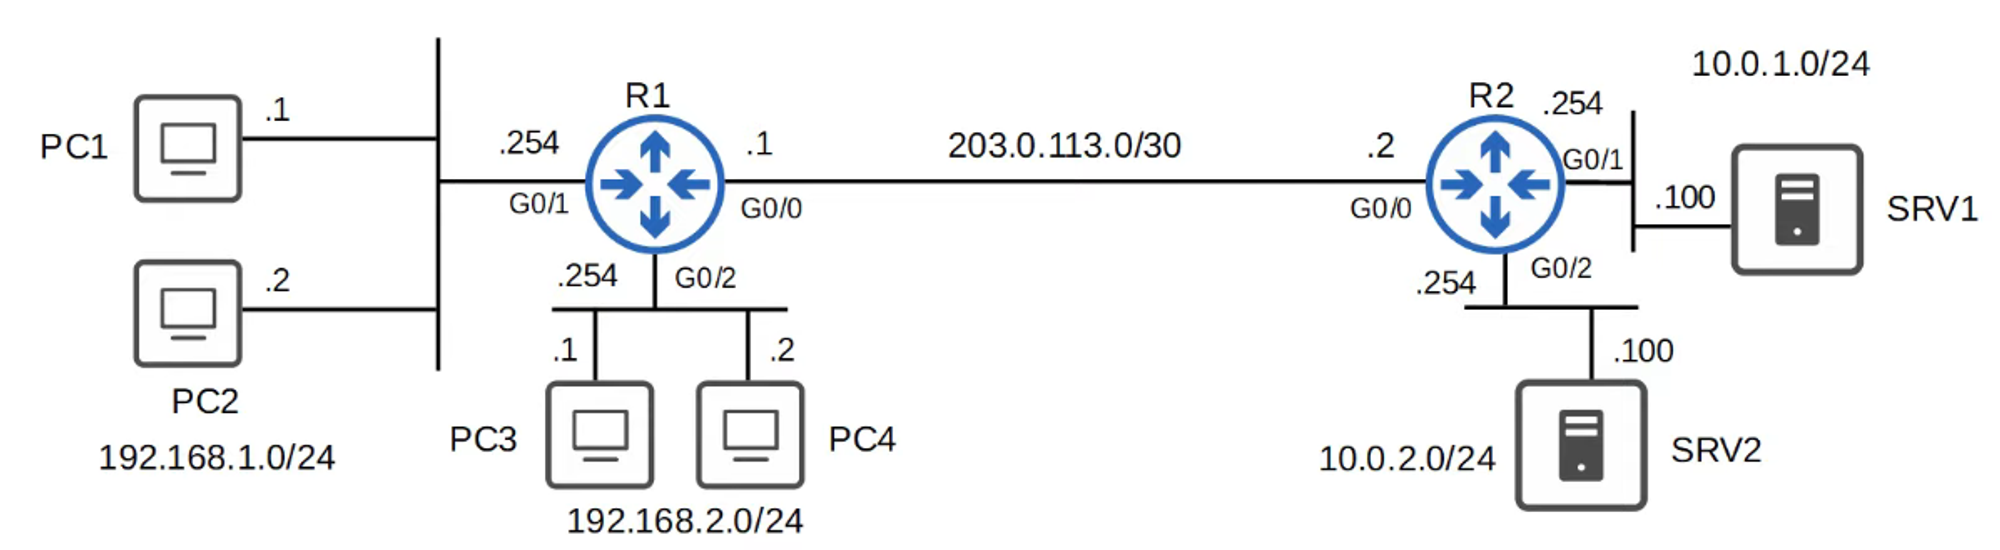 10.0.1.0/24
R1
R2
.254
.1
PC1
.254
.1
203.0.113.0/30
.2
G0/1
.100
SRV1
G0/1
G0/0
G0/0
.2
.254
G0/2
.254
G0/2
.1
.2
.100
PC2
PC3
PC4
10.0.2.0/24
SRV2
192.168.1.0/24
192.168.2.0/24